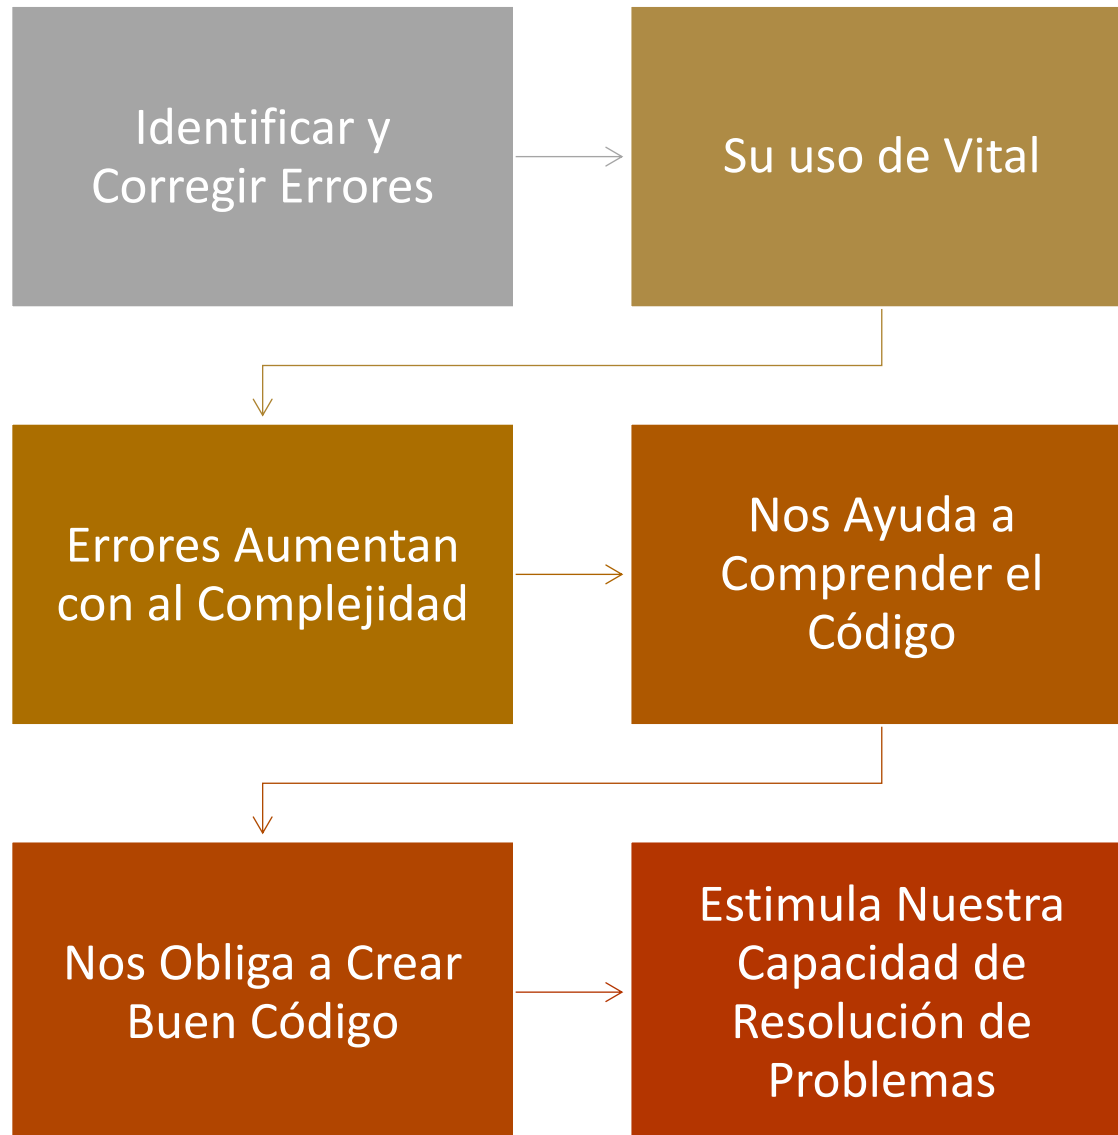 Identificar y
Corregir Errores
Su uso de Vital
Errores Aumentan
con al Complejidad
Nos Ayuda a
Comprender el
Código
Nos Obliga a Crear
Buen Código
Estimula Nuestra
Capacidad de
Resolución de
Problemas